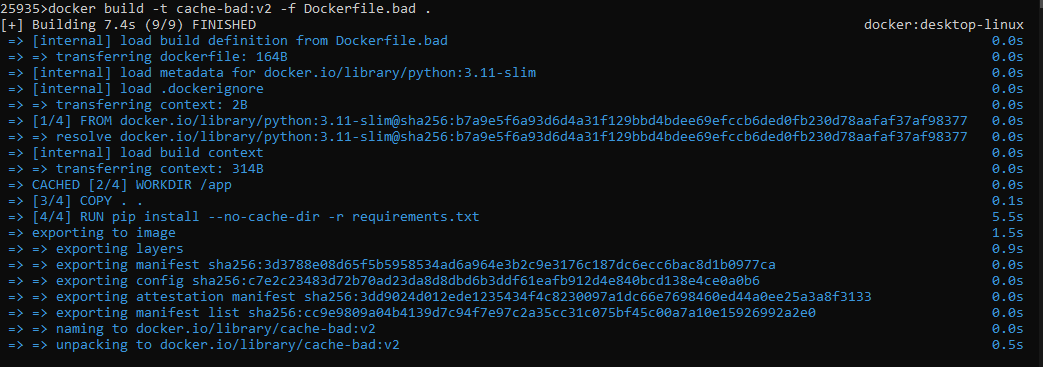 25935>docker build -t cache-bad:v2 -f Dockerfile.bad .
[+] Building 7.4s (9/9) FINISHED docker:desktop-linux
=> [internal] load build definition from Dockerfile.bad 0.0s
=> => transferring dockerfile: 164B 0.0s
=> [internal] load metadata for docker.io/library/python:3.11-slim 0.0s
=> [internal] load .dockerignore 0.0s
=> => transferring context: 2B 0.0s
=> [1/4] FROM docker.io/library/python:3.11-slim@sha256:b7a9e5f6a93d6d4a31f129bbd4bdee69efccb6ded0fb230d78aafaf37af98377 0.0s
=> => resolve docker.io/library/python:3.11-slim@sha256:b7a9e5f6a93d6d4a31f129bbd4bdee69efccb6ded0fb230d78aafaf37af98377 0.0s
=> [internal] load build context 0.0s
=> => transferring context: 314B 0.0s
=> CACHED [2/4] WORKDIR /app 0.0s
=> [3/4] COPY . . 0.1s
=> [4/4] RUN pip install --no-cache-dir -r requirements.txt 5.5s
=> exporting to image 1.5s
=> => exporting layers 0.9s
=> => exporting manifest sha256:3d3788e08d65f5b5958534ad6a964e3b2c9e3176c187dc6ecc6bac8d1b0977ca 0.0s
=> => exporting config sha256:c7e2c23483d72b70ad23da8d8dbd6b3ddf61eafb912d4e840bcd138e4ce0a0b6 0.0s
=> => exporting attestation manifest sha256:3dd9024d012ede1235434f4c8230097a1dc66e7698460ed44a0ee25a3a8f3133 0.0s
=> => exporting manifest list sha256:cc9e9809a04b4139d7c94f7e97c2a35cc31c075bf45c00a7a10e15926992a2e0 0.0s
=> => naming to docker.io/library/cache-bad:v2 0.0s
=> => unpacking to docker.io/library/cache-bad:v2 0.5s